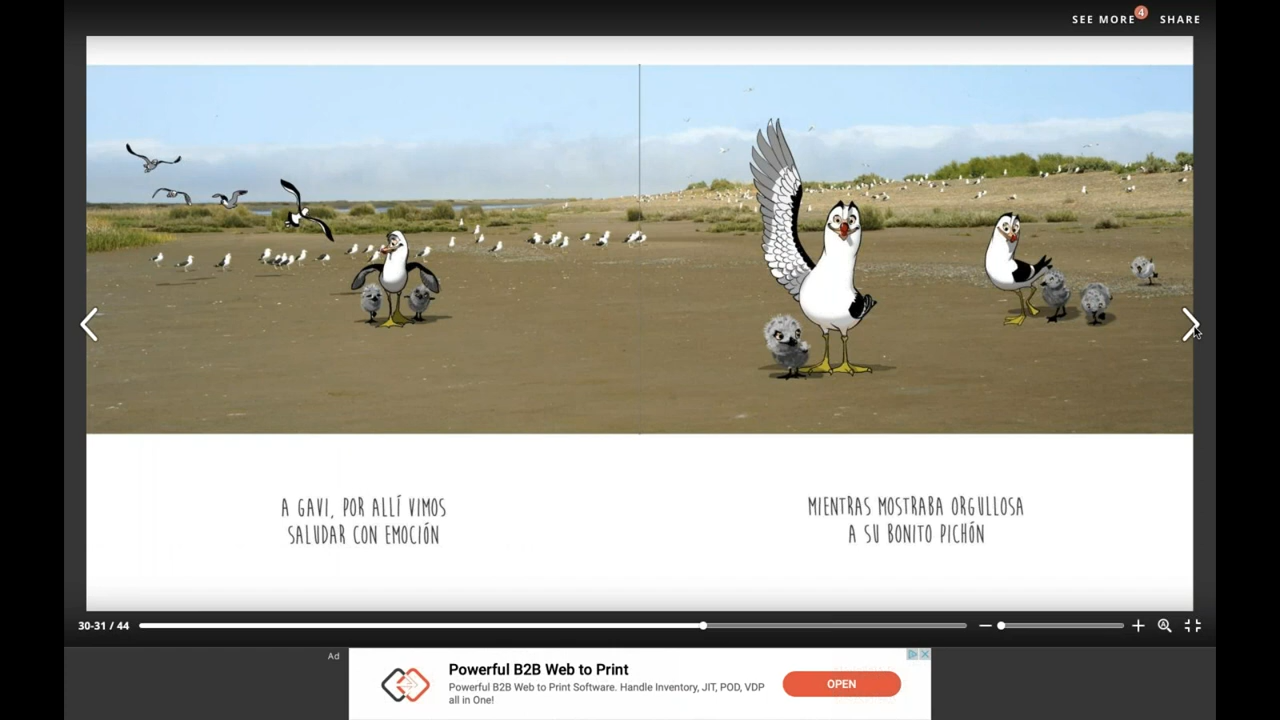 SEE MORE 4 SHARE
A GAVI, POR ALLÍ VIMOS
SALUDAR CON EMOCIÓN
MIENTRAS MOSTRABA ORGULLOSA
A SU BONITO PICHÓN
30-31 / 44
Ad
Powerful B2B Web to Print
Powerful B2B Web to Print Software. Handle Inventory, JIT, POD, VDP
all in One!
OPEN